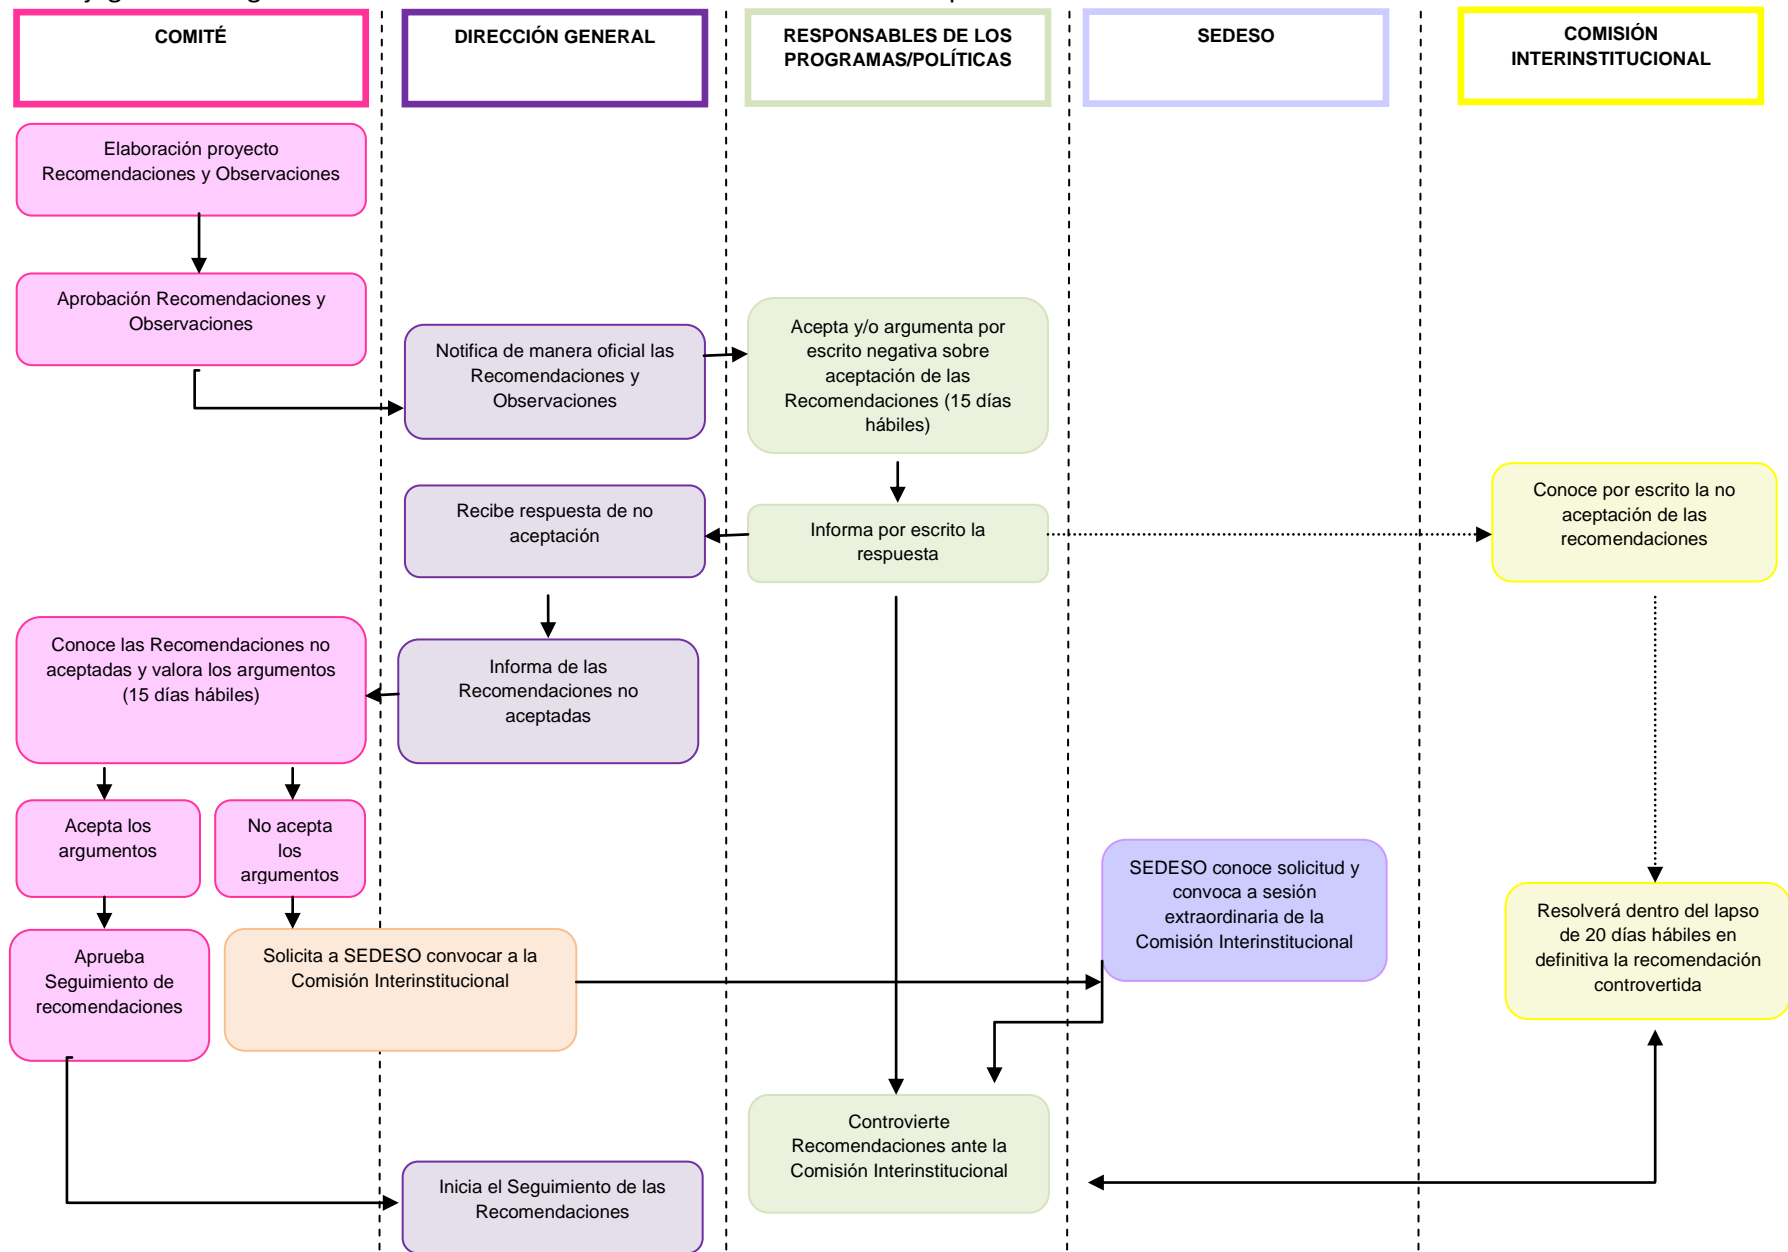 COMITÉ
DIRECCIÓN GENERAL
RESPONSABLES DE LOS
PROGRAMAS/POLÍTICAS
SEDESO
COMISIÓN
INTERINSTITUCIONAL
Elaboración proyecto
Recomendaciones y Observaciones
Aprobación Recomendaciones y
Observaciones
Notifica de manera oficial las
Recomendaciones y
Observaciones
Acepta y/o argumenta por
escrito negativa sobre
aceptación de las
Recomendaciones (15 días
hábiles)
Recibe respuesta de no
aceptación
Informa por escrito la
respuesta
Conoce por escrito la no
aceptación de las
recomendaciones
Conoce las Recomendaciones no
aceptadas y valora los argumentos
(15 días hábiles)
Informa de las
Recomendaciones no
aceptadas
Acepta los
argumentos
No acepta
los
argumentos
SEDESO conoce solicitud y
convoca a sesión
extraordinaria de la
Comisión Interinstitucional
Resolverá dentro del lapso
de 20 días hábiles en
definitiva la recomendación
controvertida
Aprueba
Seguimiento de
recomendaciones
Solicita a SEDESO convocar a la
Comisión Interinstitucional
Controvierte
Recomendaciones ante la
Comisión Interinstitucional
Inicia el Seguimiento de las
Recomendaciones